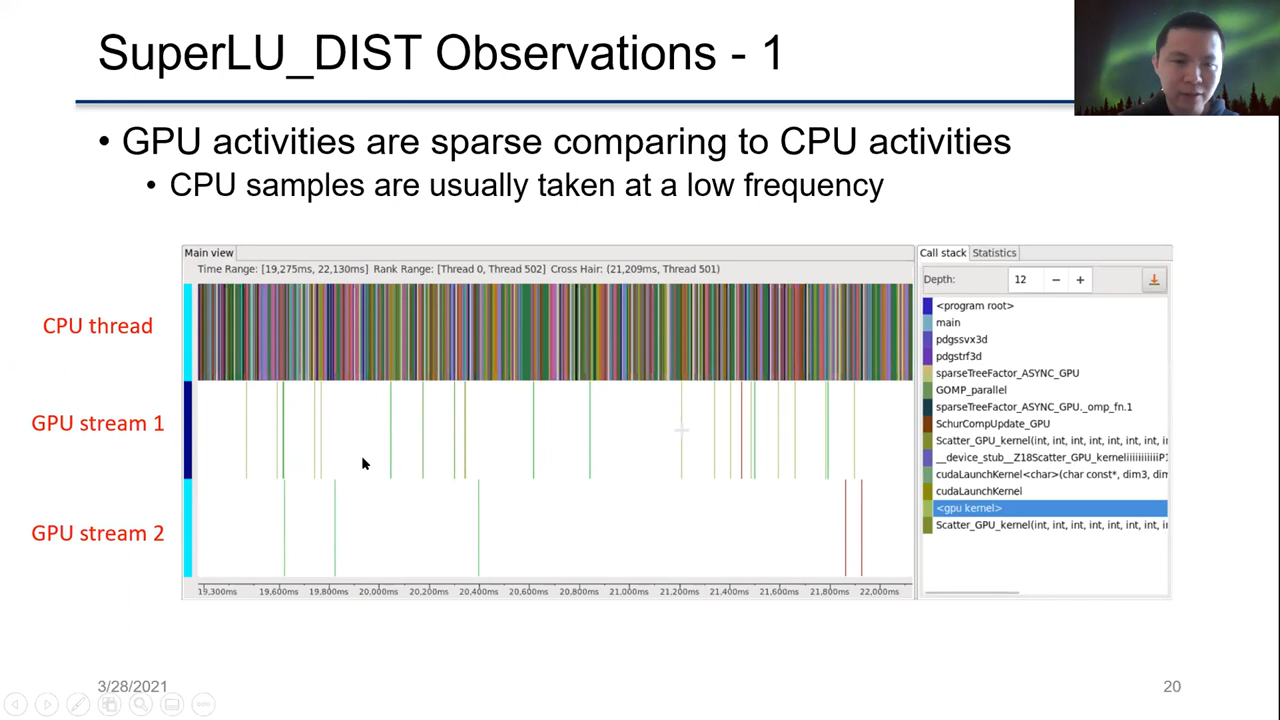 SuperLU_DIST Observations - 1
• GPU activities are sparse comparing to CPU activities
• CPU samples are usually taken at a low frequency
Main view
Time Range: [19,275ms, 22,130ms] Rank Range: [Thread 0, Thread 502] Cross Hair: (21,209ms, Thread 501)
CPU thread
GPU stream 1
GPU stream 2
19,300ms 19,600ms 19,800ms 20,000ms 20,200ms 20,400ms 20,600ms 20,800ms 21,000ms 21,200ms 21,400ms 21,600ms 21,800ms 22,000ms
Call stack Statistics
Depth: 12 − +
<program root>
main
pdgssvx3d
pdgstrf3d
sparseTreeFactor_ASYNC_GPU
GOMP_parallel
sparseTreeFactor_ASYNC_GPU._omp_fn.1
SchurCompUpdate_GPU
Scatter_GPU_kernel(int, int, int, int, int, int, i
__device_stub__Z18Scatter_GPU_kerneliiiiiiiiiiiP1
cudaLaunchKernel<char>(char const*, dim3, dim
cudaLaunchKernel
<gpu kernel>
Scatter_GPU_kernel(int, int, int, int, int, int, i
3/28/2021
20